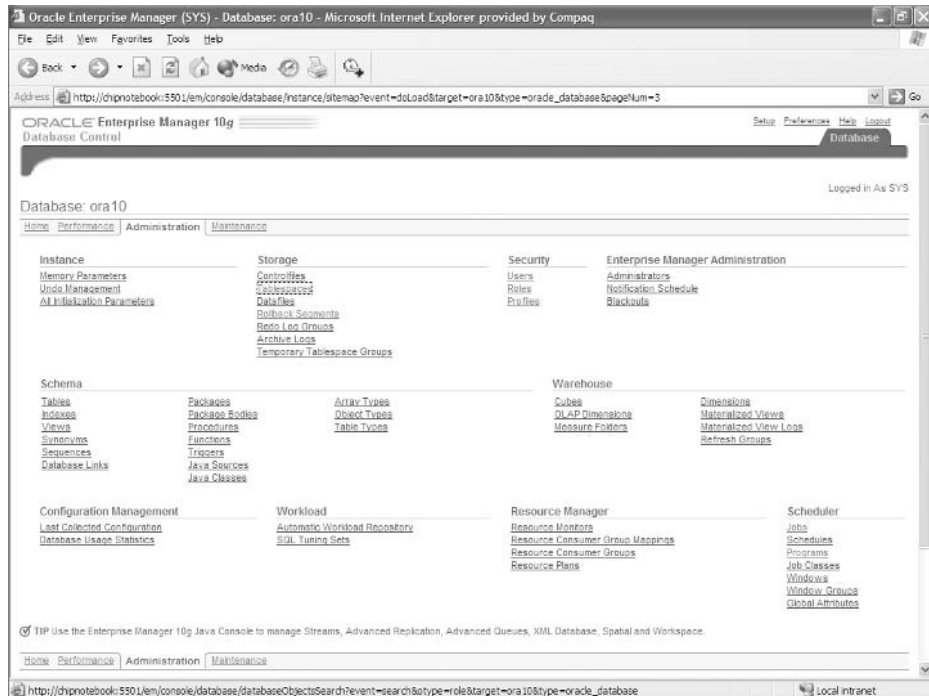 Oracle Enterprise Manager (SYS) - Database: ora10 - Microsoft Internet Explorer provided by Compaq
File Edit View Favorites Tools Help
Back Media
Address http://chipnotebook:5501/em/console/database/instance/sitemap?event=doLoad&target=ora10&type=oracle_database&pageNum=3 Go
ORACLE Enterprise Manager 10g
Database Control
Setup Preferences Help Logout
Database
Logged in As SYS
Database: ora10
Home Performance Administration Maintenance
Instance
Memory Parameters
Undo Management
All Initialization Parameters
Storage
Controlfiles
Tablespaces
Datafiles
Rollback Segments
Redo Log Groups
Archive Logs
Temporary Tablespace Groups
Security
Users
Roles
Profiles
Enterprise Manager Administration
Administrators
Notification Schedule
Blackouts
Schema
Tables
Indexes
Views
Synonyms
Sequences
Database Links
Packages
Package Bodies
Procedures
Functions
Triggers
Java Sources
Java Classes
Array Types
Object Types
Table Types
Warehouse
Cubes
OLAP Dimensions
Measure Folders
Dimensions
Materialized Views
Materialized View Logs
Refresh Groups
Configuration Management
Last Collected Configuration
Database Usage Statistics
Workload
Automatic Workload Repository
SQL Tuning Sets
Resource Manager
Resource Monitors
Resource Consumer Group Mappings
Resource Consumer Groups
Resource Plans
Scheduler
Jobs
Schedules
Programs
Job Classes
Windows
Window Groups
Global Attributes
TIP Use the Enterprise Manager 10g Java Console to manage Streams, Advanced Replication, Advanced Queues, XML Database, Spatial and Workspace.
Home Performance Administration Maintenance
http://chipnotebook:5501/em/console/database/databaseObjectsSearch?event=search&otype=role&target=ora10&type=oracle_database Local intranet